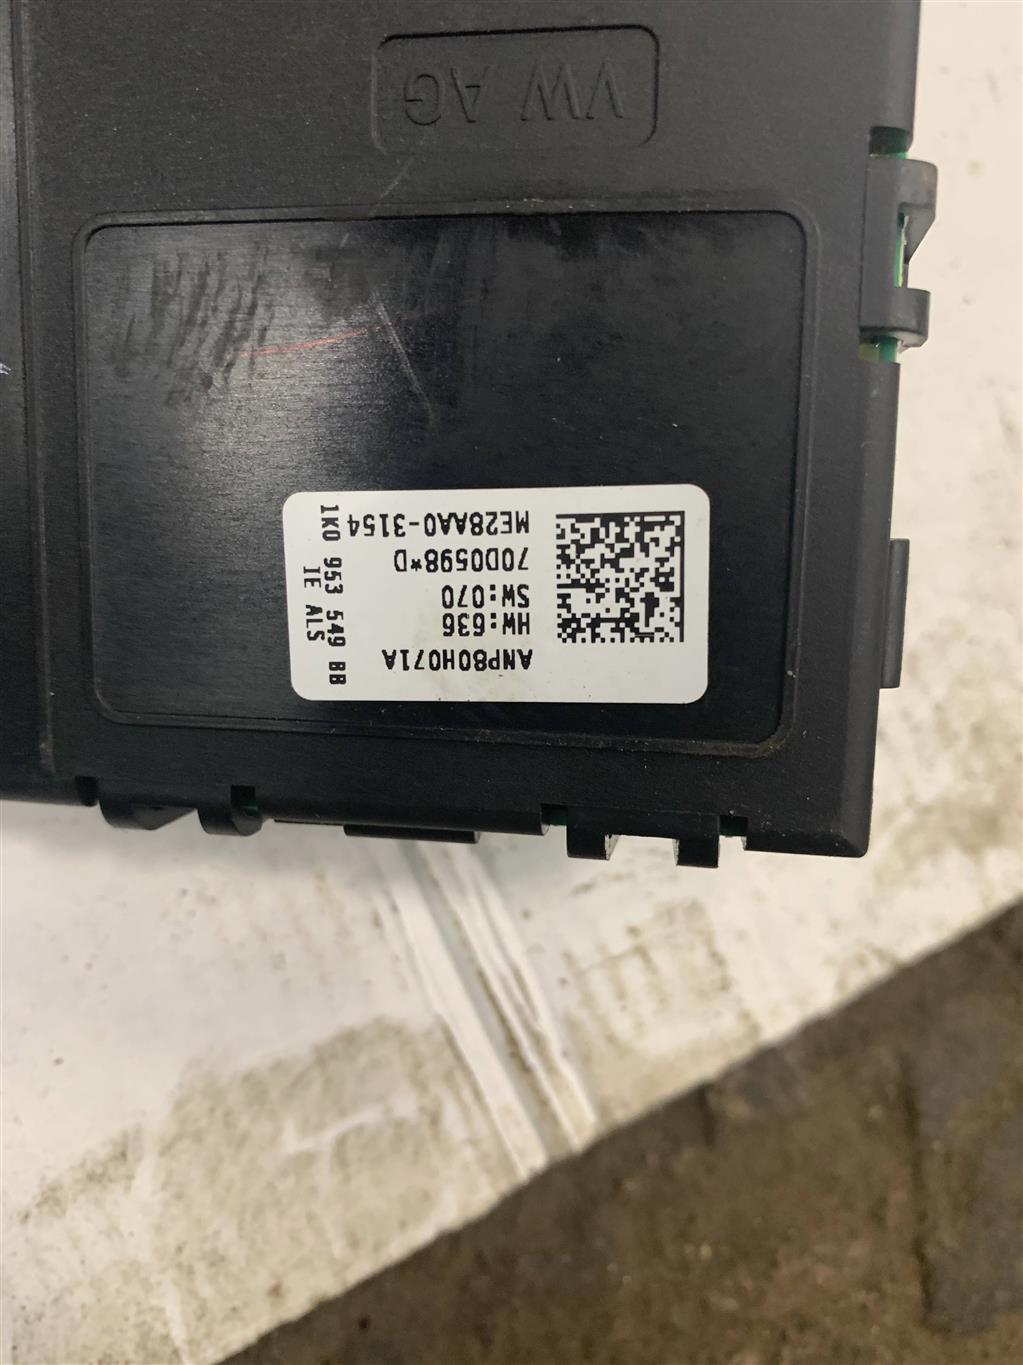 VW AG
ANP80H071A
HW:636
SW:070
70D0598*D
ME28AA0-3154
1K0 953 549 BB
IE ALS